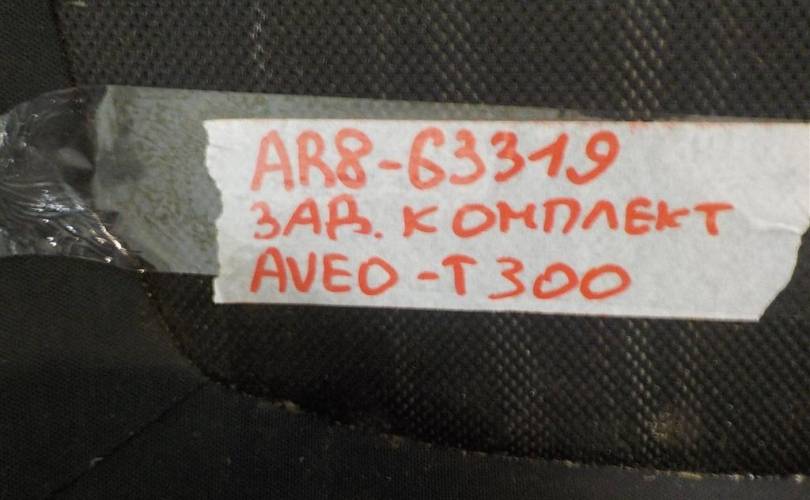 AR8-63319
ЗАД. КОМПЛЕКТ
AVEO-T300